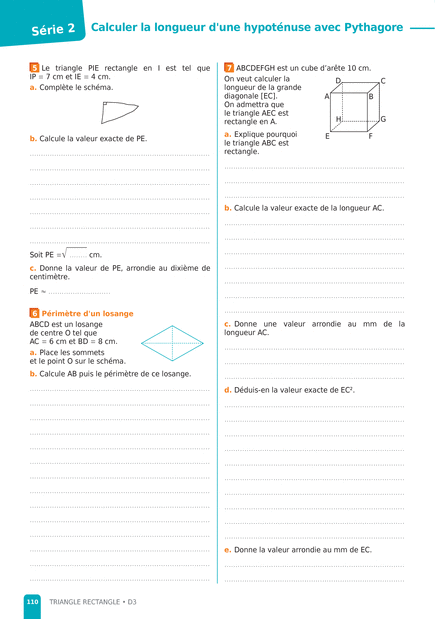 Série 2
Calculer la longueur d'une hypoténuse avec Pythagore
5 Le triangle PIE rectangle en I est tel que
IP = 7 cm et IE = 4 cm.
a. Complète le schéma.
b. Calcule la valeur exacte de PE.
Soit PE =√ ........ cm.
c. Donne la valeur de PE, arrondie au dixième de
centimètre.
PE ≈ ...........................
6 Périmètre d'un losange
ABCD est un losange
de centre O tel que
AC = 6 cm et BD = 8 cm.
a. Place les sommets
et le point O sur le schéma.
b. Calcule AB puis le périmètre de ce losange.
7 ABCDEFGH est un cube d'arête 10 cm.
On veut calculer la
longueur de la grande
diagonale [EC].
On admettra que
le triangle AEC est
rectangle en A.
a. Explique pourquoi
le triangle ABC est
rectangle.
D C
A B
H G
E F
b. Calcule la valeur exacte de la longueur AC.
c. Donne une valeur arrondie au mm de la
longueur AC.
d. Déduis-en la valeur exacte de EC².
e. Donne la valeur arrondie au mm de EC.
110 TRIANGLE RECTANGLE • D3